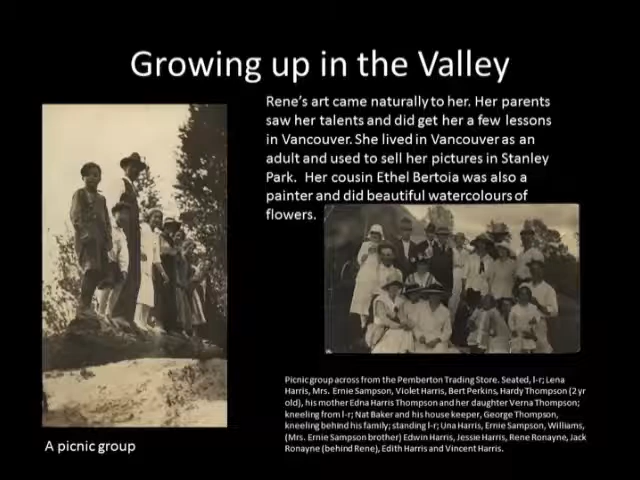 Growing up in the Valley
Rene's art came naturally to her. Her parents
saw her talents and did get her a few lessons
in Vancouver. She lived in Vancouver as an
adult and used to sell her pictures in Stanley
Park. Her cousin Ethel Bertoia was also a
painter and did beautiful watercolours of
flowers.
Picnic group across from the Pemberton Trading Store. Seated, l-r; Lena
Harris, Mrs. Ernie Sampson, Violet Harris, Bert Perkins, Hardy Thompson (2 yr
old), his mother Edna Harris Thompson and her daughter Verna Thompson;
kneeling from l-r; Nat Baker and his house keeper, George Thompson,
kneeling behind his family; standing l-r; Una Harris, Ernie Sampson, Williams,
(Mrs. Ernie Sampson brother) Edwin Harris, Jessie Harris, Rene Ronayne, Jack
Ronayne (behind Rene), Edith Harris and Vincent Harris.
A picnic group